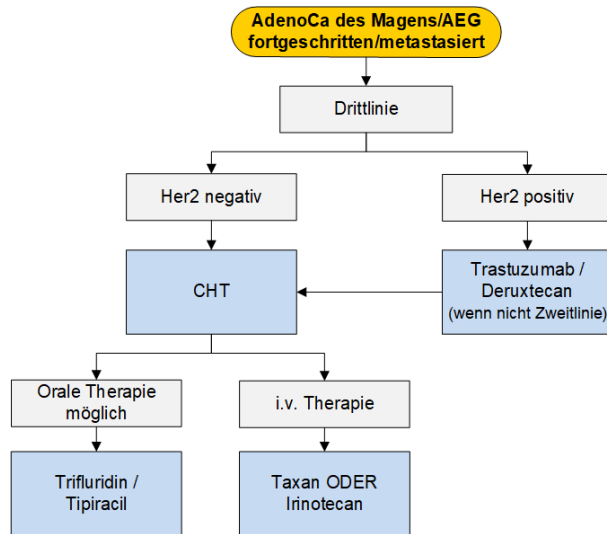 AdenoCa des Magens/AEG
fortgeschritten/metastasiert
Drittlinie
Her2 negativ
Her2 positiv
CHT
Trastuzumab /
Deruxtecan
(wenn nicht Zweitlinie)
Orale Therapie
möglich
i.v. Therapie
Trifluridin /
Tipiracil
Taxan ODER
Irinotecan